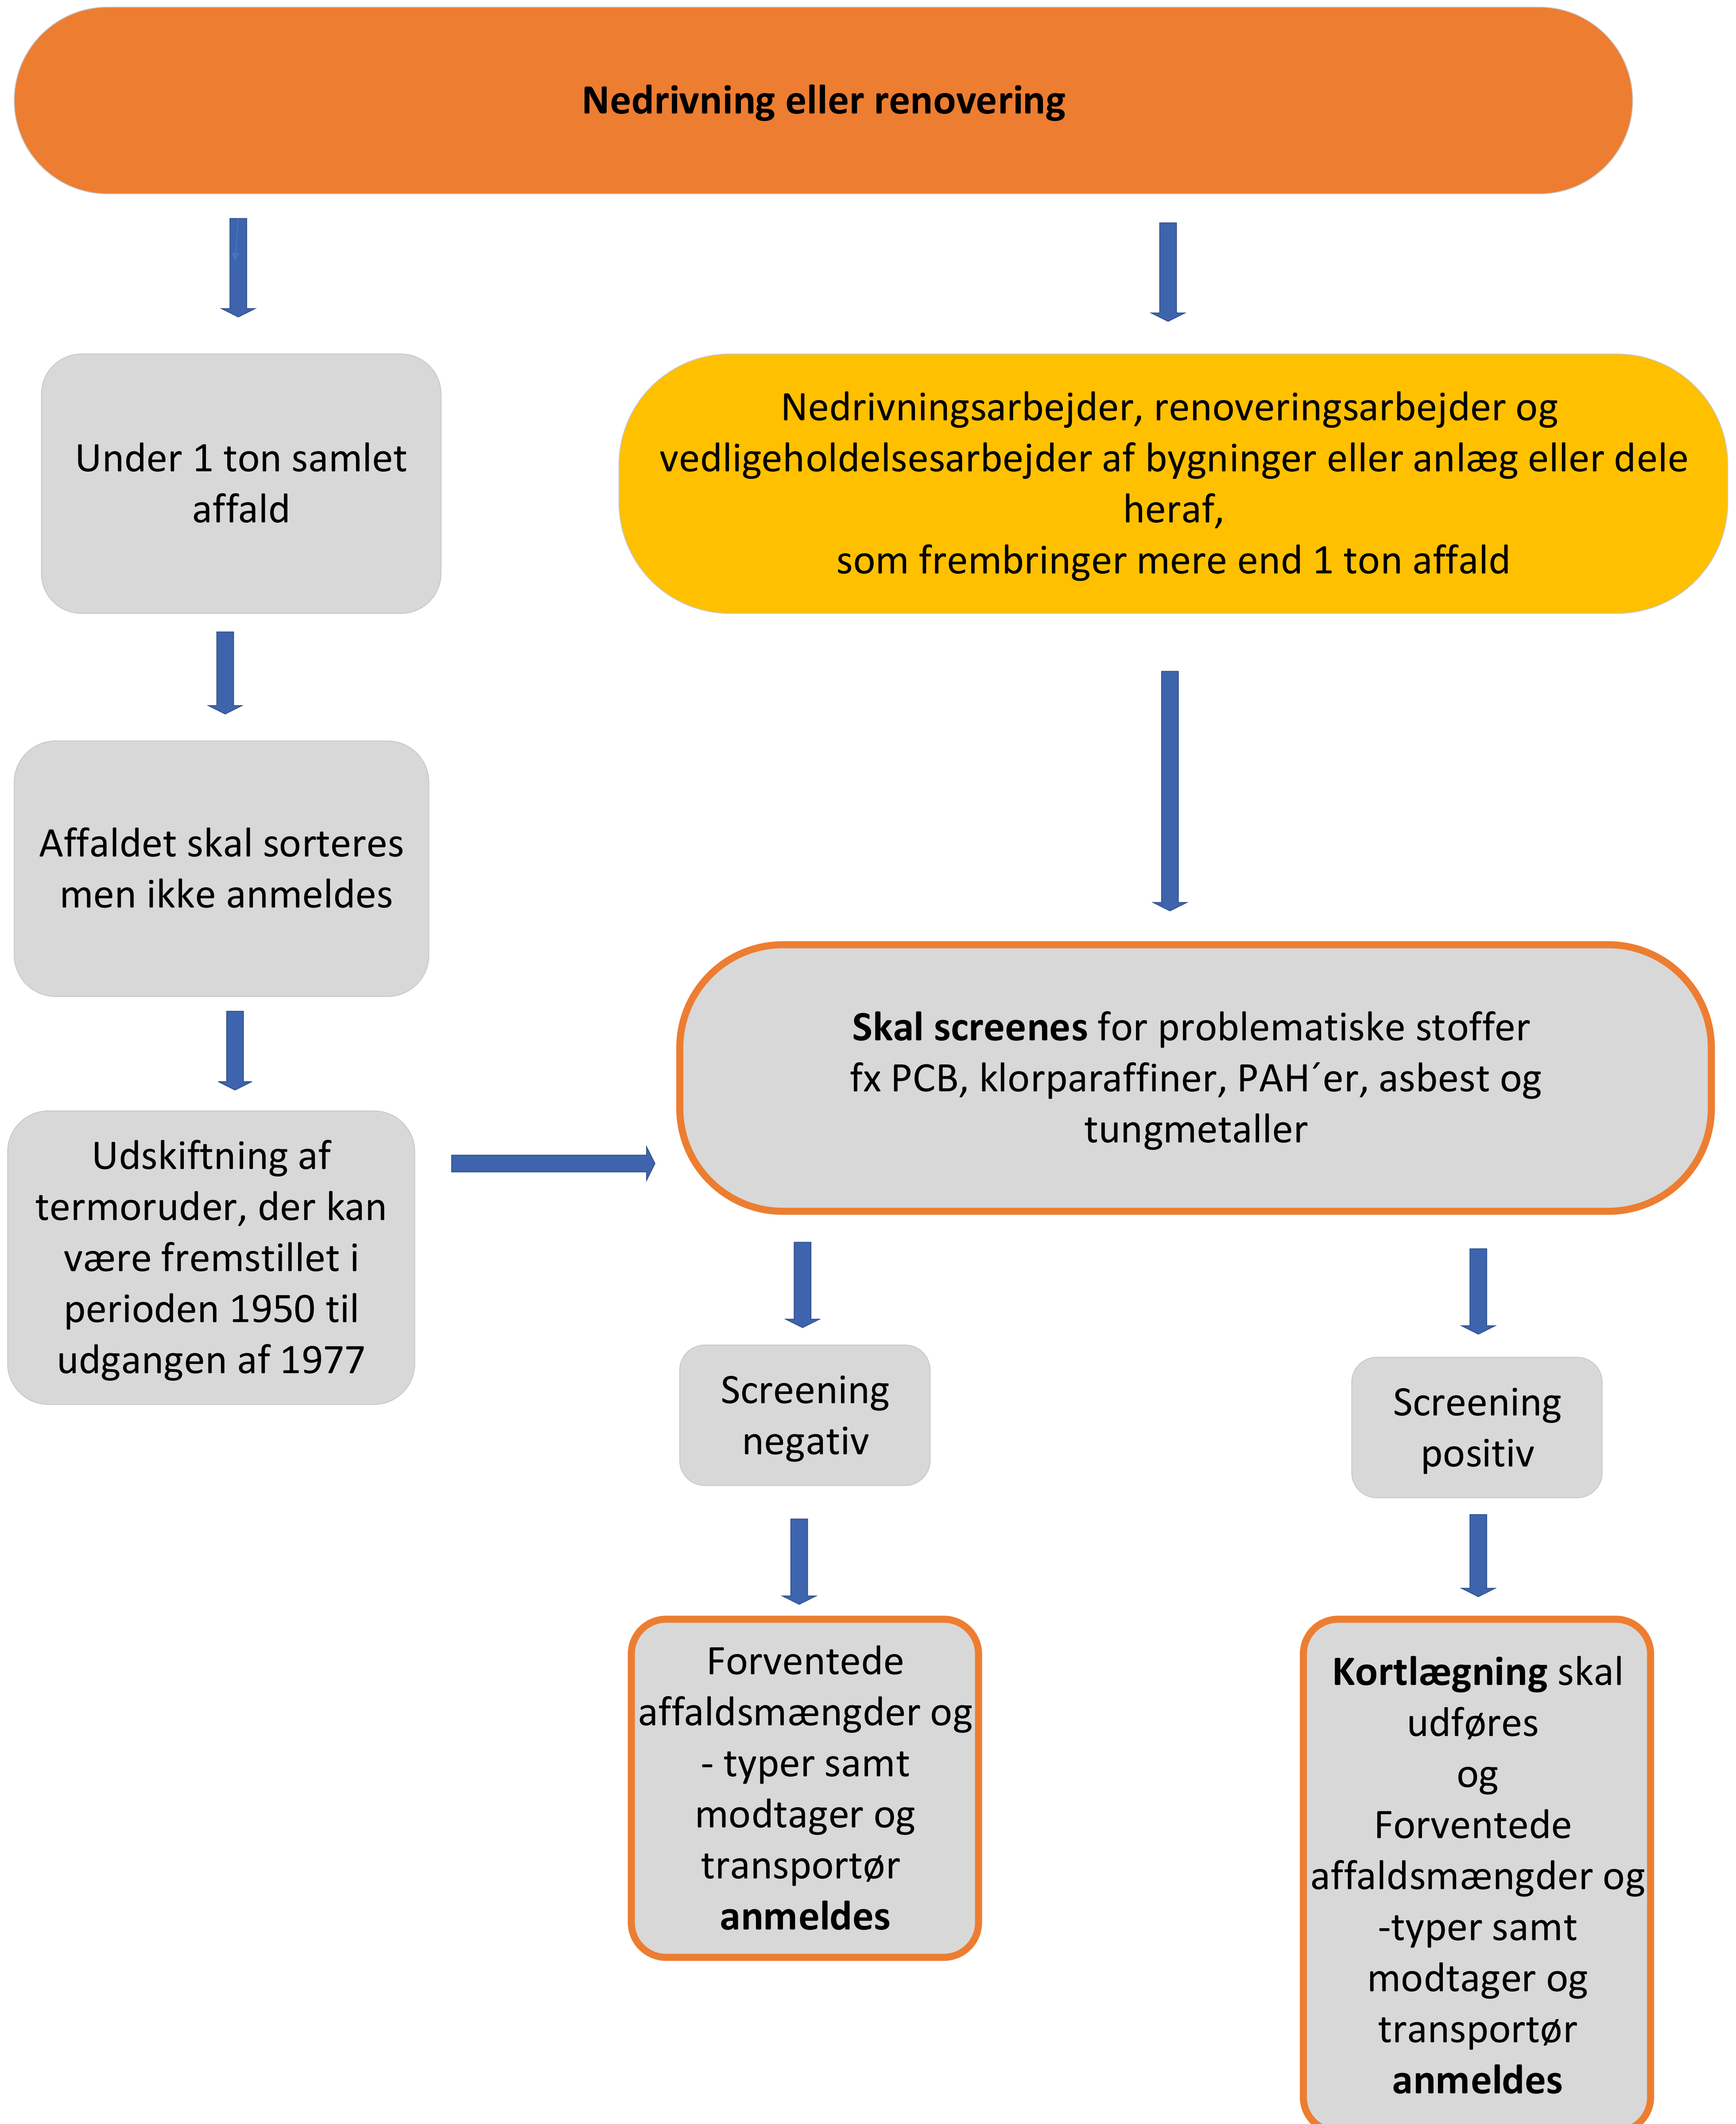 Nedrivning eller renovering
Under 1 ton samlet
affald
Nedrivningsarbejder, renoveringsarbejder og
vedligeholdelsesarbejder af bygninger eller anlæg eller dele
heraf,
som frembringer mere end 1 ton affald
Affaldet skal sorteres
men ikke anmeldes
Skal screenes for problematiske stoffer
fx PCB, klorparaffiner, PAH´er, asbest og
tungmetaller
Udskiftning af
termoruder, der kan
være fremstillet i
perioden 1950 til
udgangen af 1977
Screening
negativ
Screening
positiv
Forventede
affaldsmængder og
- typer samt
modtager og
transportør
anmeldes
Kortlægning skal
udføres
og
Forventede
affaldsmængder og
-typer samt
modtager og
transportør
anmeldes